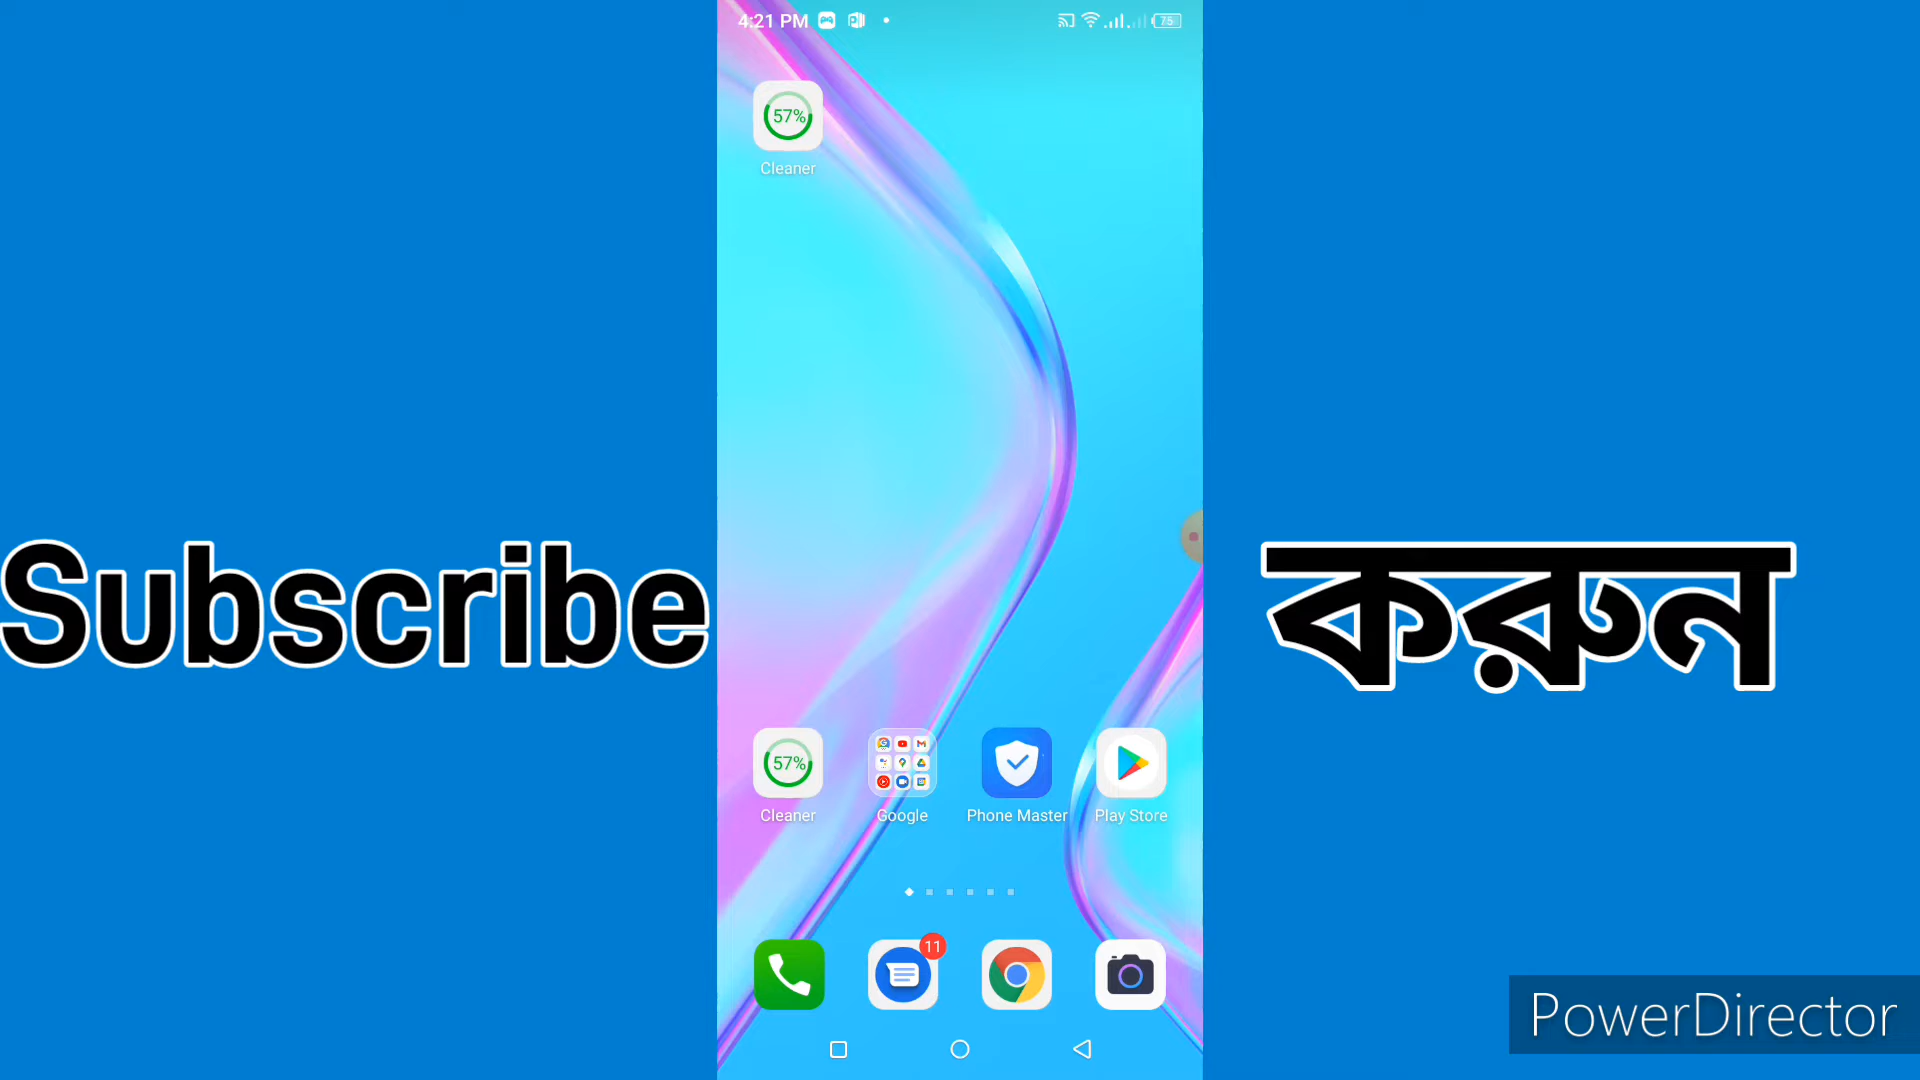 4:21 PM
75
57%
Cleaner
Subscribe
করুন
57%
Cleaner
Google
Phone Master
Play Store
11
PowerDirector